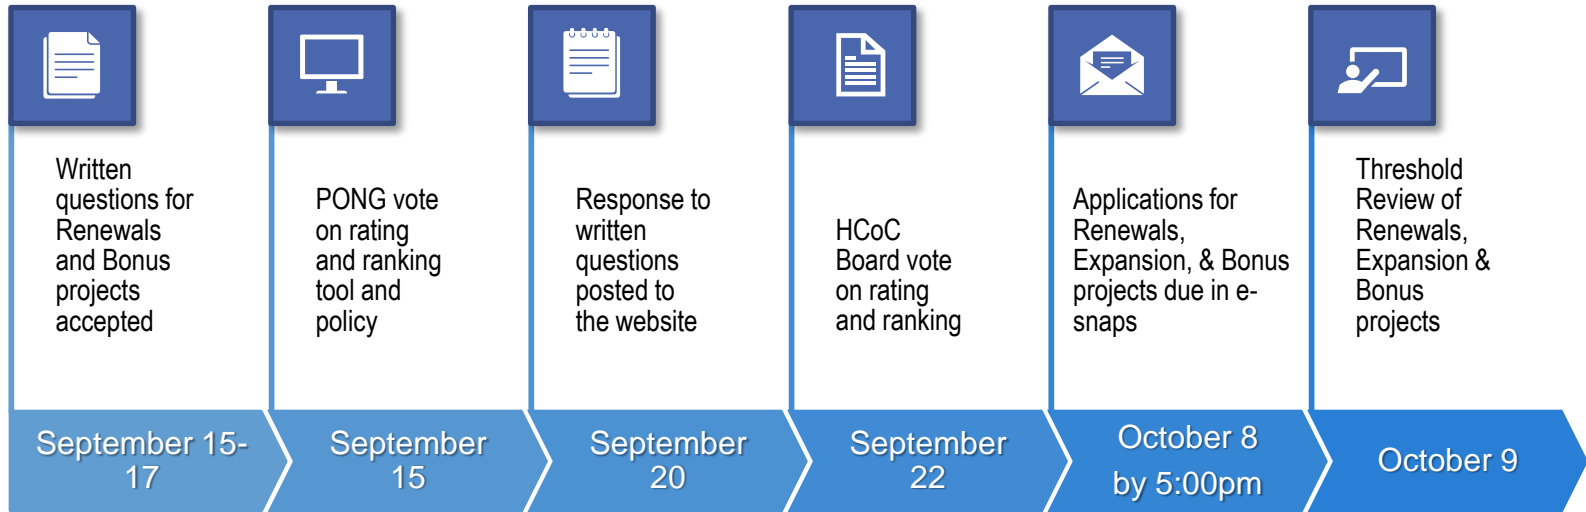 Written
questions for
Renewals
and Bonus
projects
accepted
PONG vote
on rating
and ranking
tool and
policy
Response to
written
questions
posted to
the website
HCoC
Board vote
on rating
and ranking
Applications for
Renewals,
Expansion, & Bonus
projects due in e-
snaps
Threshold
Review of
Renewals,
Expansion &
Bonus
projects
September 15-
17
September
15
September
20
September
22
October 8
by 5:00pm
October 9